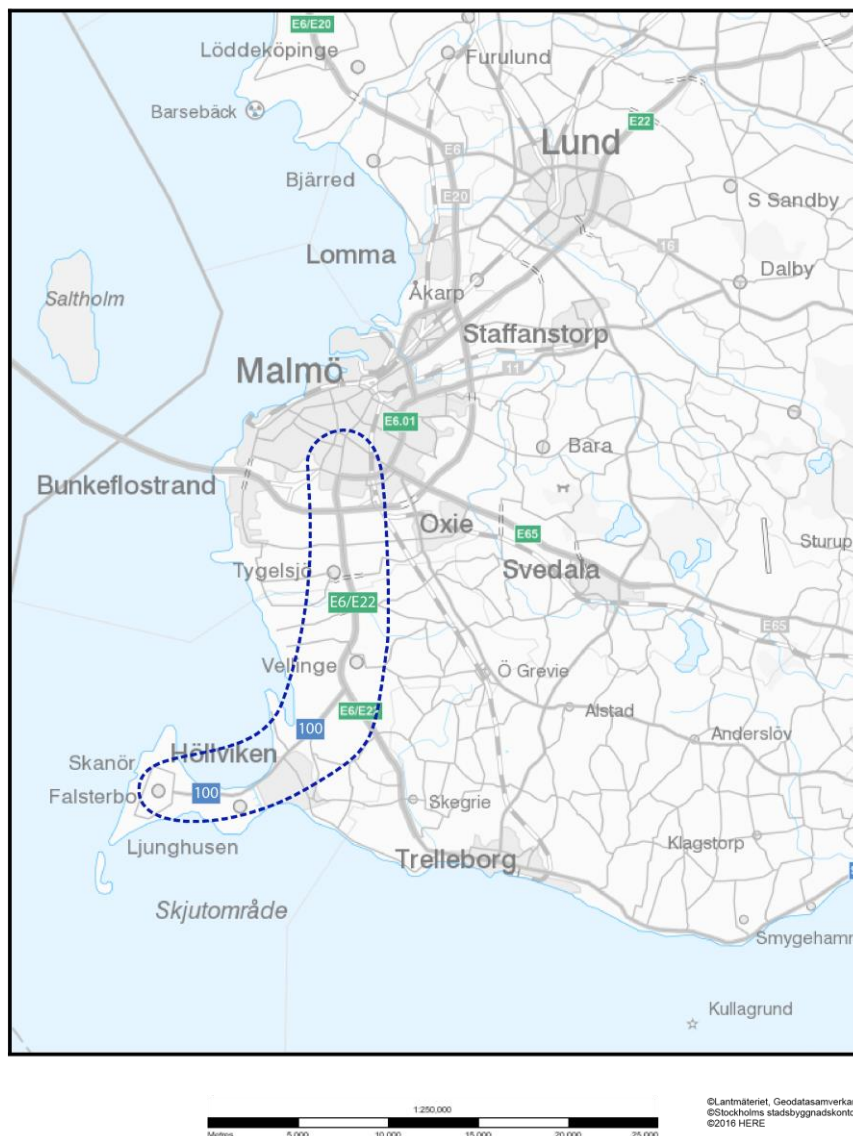 E6/E20
Löddeköpinge
Furulund
Barsebäck
E22
Lund
E6
Bjärred
E20
S Sandby
Lomma
16
Dalby
Saltholm
Åkarp
Staffanstorp
Malmö
11
E6.01
Bara
Bunkeflostrand
Oxie
E65
Sturup
Tygelsjö
Svedala
E6/E22
E65
Vellinge
Ö Grevie
E6/E22
Alstad
100
Anderslöv
Skanör
Höllviken
Falsterbo
100
Skegrie
Ljunghusen
Klagstorp
Trelleborg
Skjutområde
Smygehamn
Kullagrund
1:250,000
Metres 5,000 10,000 15,000 20,000 25,000
©Lantmäteriet, Geodatasamverka
©Stockholms stadsbyggnadskonto
©2016 HERE